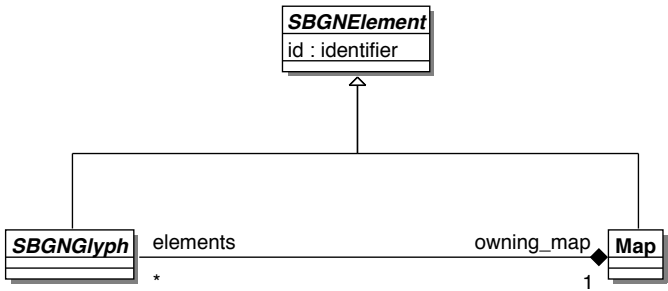 SBGNElement
id : identifier
SBGNGlyph
elements
owning_map
Map
*
1